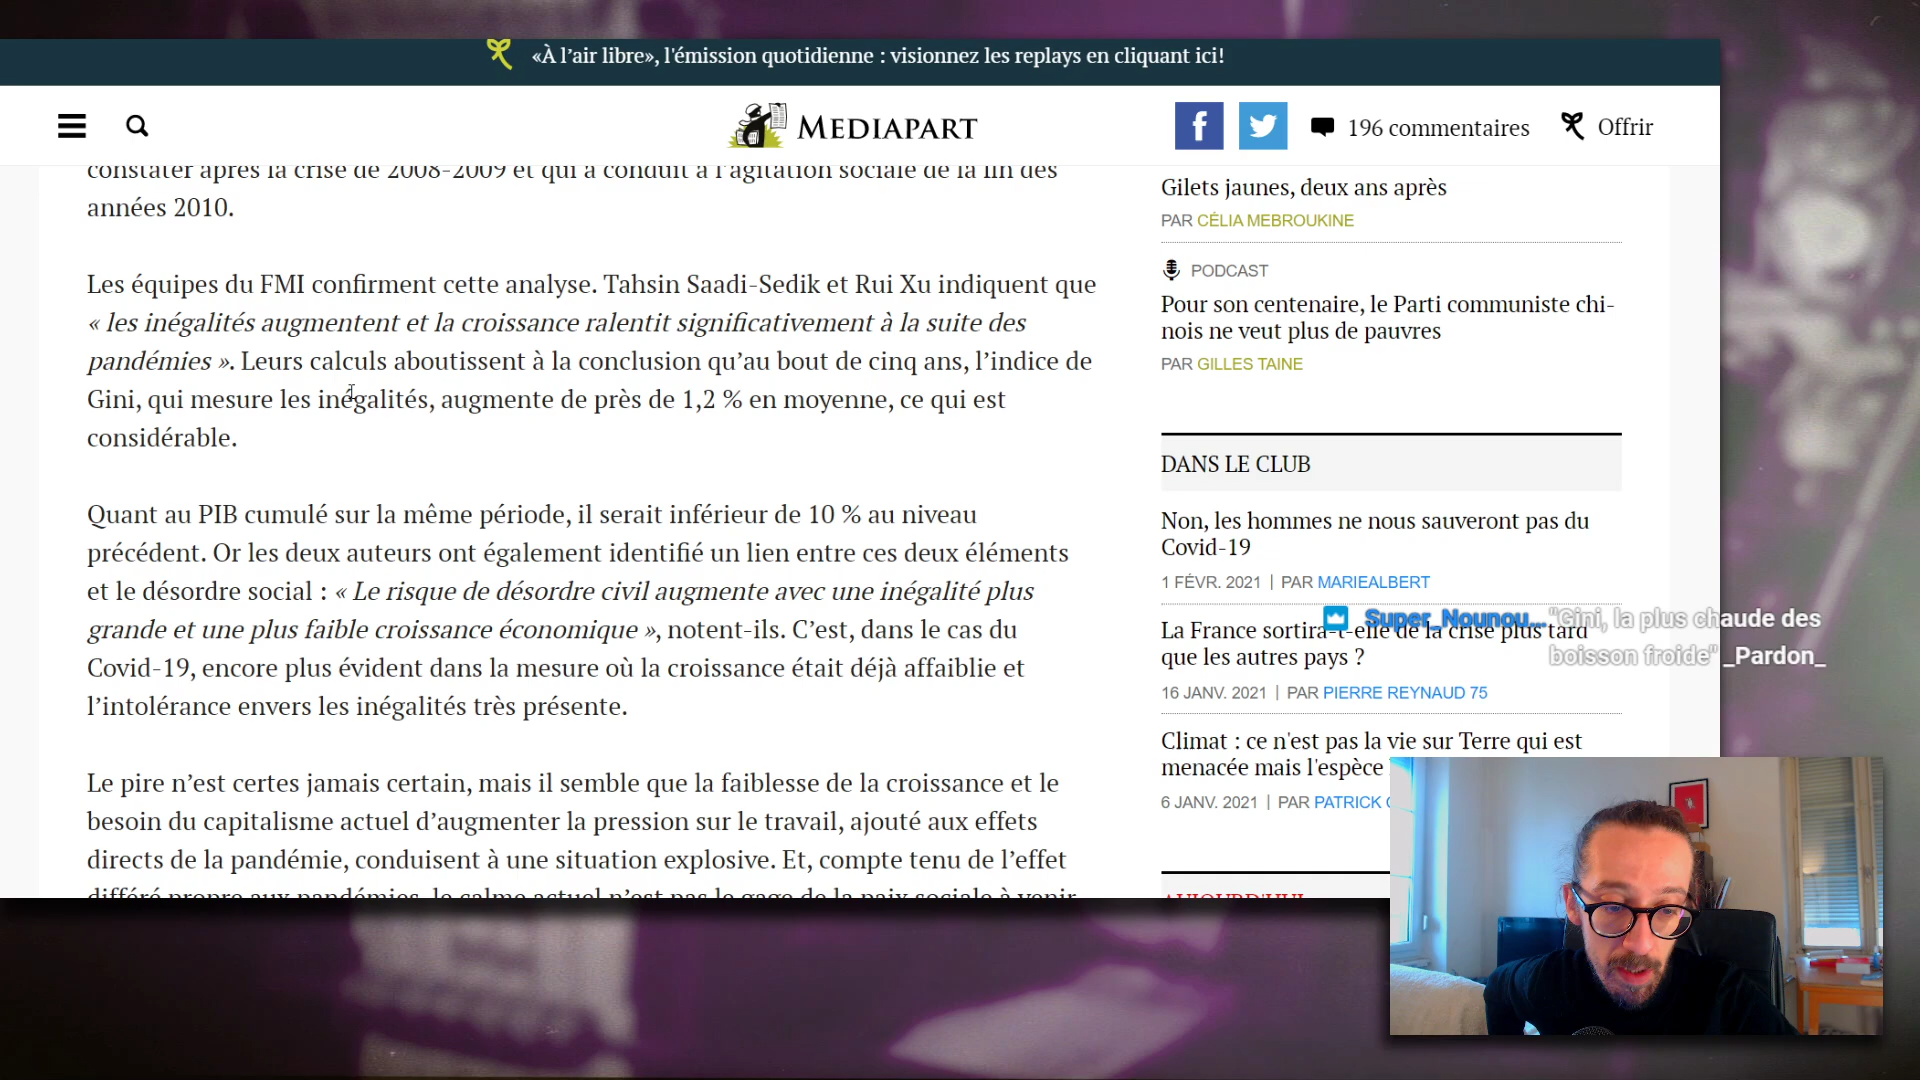 «À l’air libre», l'émission quotidienne : visionnez les replays en cliquant ici!
MEDIAPART
196 commentaires
Offrir
constater après la crise de 2008-2009 et qui a conduit à l’agitation sociale de la fin des
années 2010.
Les équipes du FMI confirment cette analyse. Tahsin Saadi-Sedik et Rui Xu indiquent que
« les inégalités augmentent et la croissance ralentit significativement à la suite des
pandémies ». Leurs calculs aboutissent à la conclusion qu’au bout de cinq ans, l’indice de
Gini, qui mesure les inégalités, augmente de près de 1,2 % en moyenne, ce qui est
considérable.
Quant au PIB cumulé sur la même période, il serait inférieur de 10 % au niveau
précédent. Or les deux auteurs ont également identifié un lien entre ces deux éléments
et le désordre social : « Le risque de désordre civil augmente avec une inégalité plus
grande et une plus faible croissance économique », notent-ils. C’est, dans le cas du
Covid-19, encore plus évident dans la mesure où la croissance était déjà affaiblie et
l’intolérance envers les inégalités très présente.
Le pire n’est certes jamais certain, mais il semble que la faiblesse de la croissance et le
besoin du capitalisme actuel d’augmenter la pression sur le travail, ajouté aux effets
directs de la pandémie, conduisent à une situation explosive. Et, compte tenu de l’effet
différé propre aux pandémies, le calme actuel n’est pas le gage de la paix sociale à venir
Gilets jaunes, deux ans après
PAR CÉLIA MEBROUKINE
PODCAST
Pour son centenaire, le Parti communiste chi-
nois ne veut plus de pauvres
PAR GILLES TAINE
DANS LE CLUB
Non, les hommes ne nous sauveront pas du
Covid-19
1 FÉVR. 2021 | PAR MARIEALBERT
La France sortira-t-elle de la crise plus tard
que les autres pays ?
16 JANV. 2021 | PAR PIERRE REYNAUD 75
Climat : ce n'est pas la vie sur Terre qui est
menacée mais l'espèce
6 JANV. 2021 | PAR PATRICK
AUJOURD'HUI
Super_Nounou... "Gini, la plus chaude des
boisson froide" _Pardon_